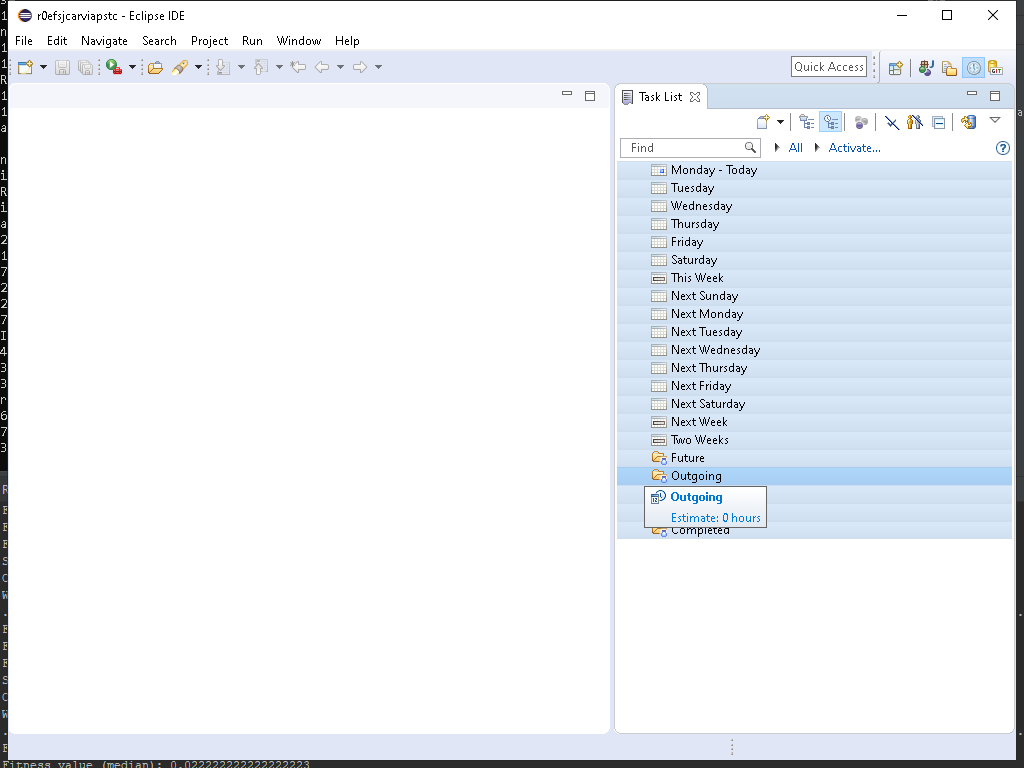 r0efsjcarviapstc - Eclipse IDE
File Edit Navigate Search Project Run Window Help
Quick Access
GIT
Task List
Find All Activate...
Monday - Today
Tuesday
Wednesday
Thursday
Friday
Saturday
This Week
Next Sunday
Next Monday
Next Tuesday
Next Wednesday
Next Thursday
Next Friday
Next Saturday
Next Week
Two Weeks
Future
Outgoing
Outgoing
Estimate: 0 hours
Completed
Fitness value (median): 0.022222222222222223